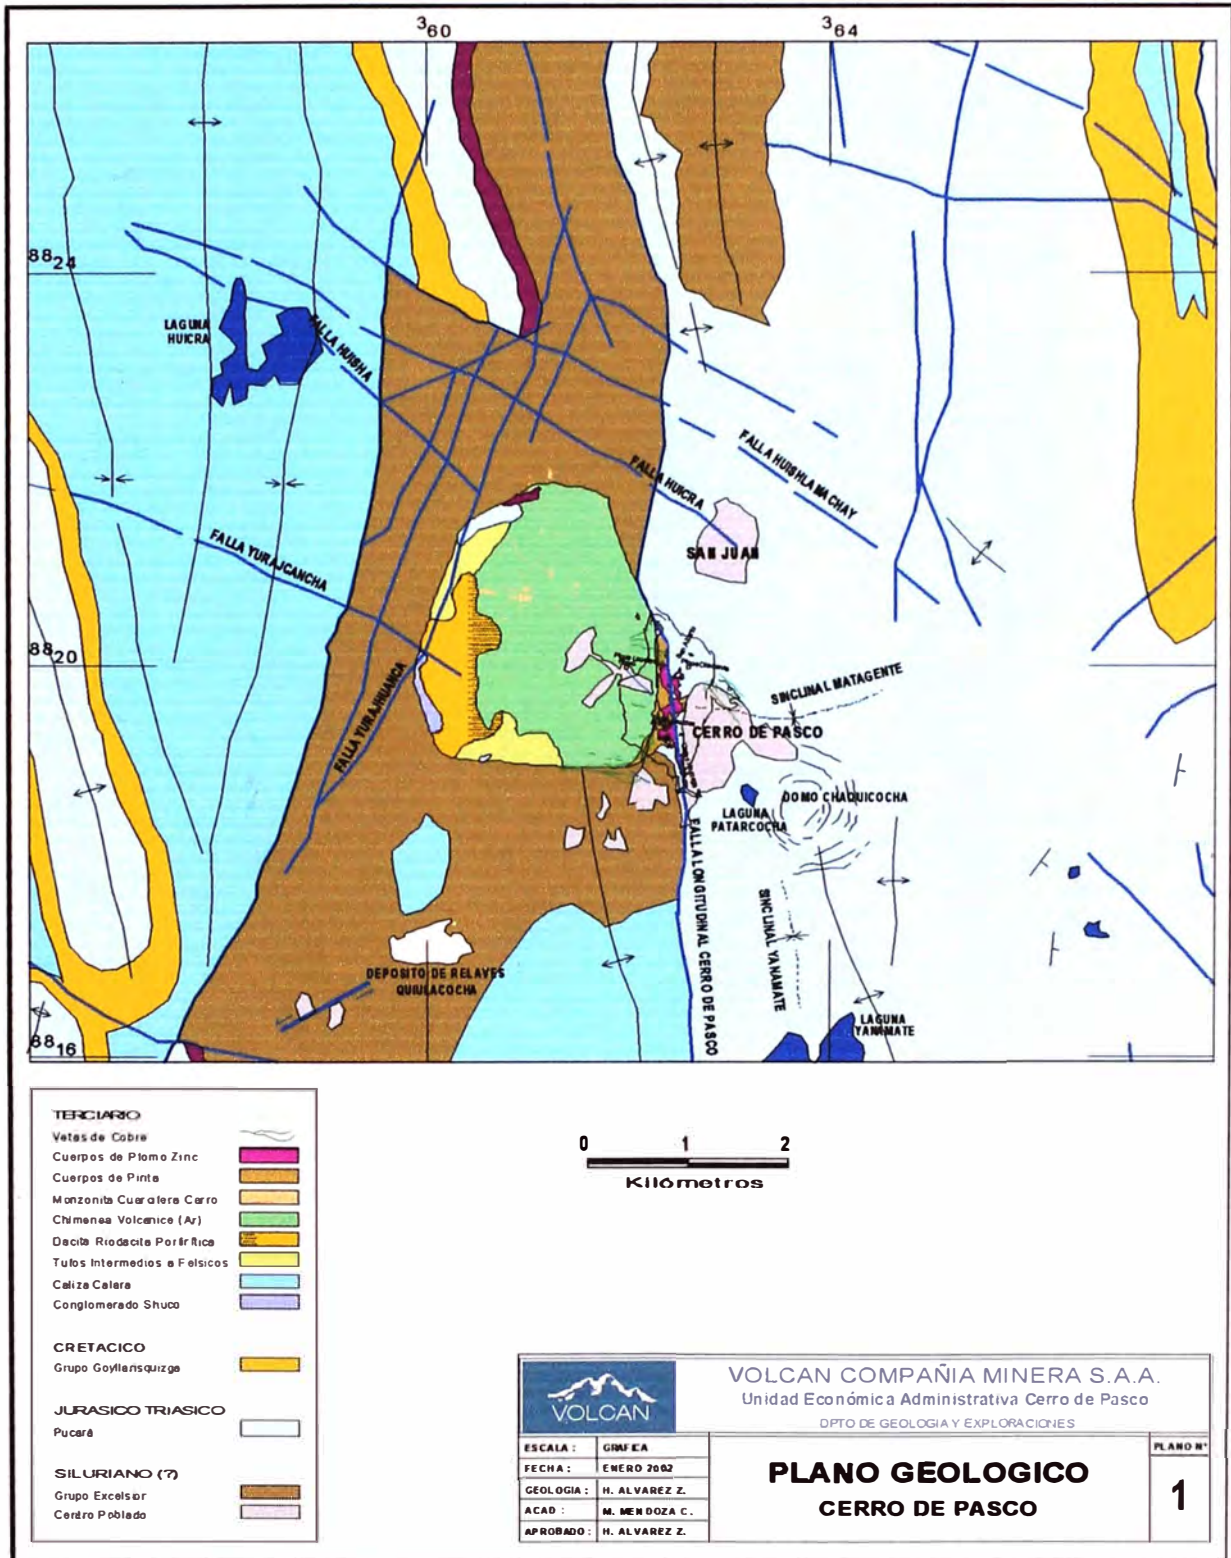 360
364
8824
LAGUNA
HUICRA
FALLA HUISHA
FALLA HUISHLAMACHAY
FALLA HUICRA
SAN JUAN
FALLA YURAJCANCHA
8820
FALLA YURAJHUANCA
SINCLINAL MATAGENTE
CERRO DE PASCO
DOMO CHAQUICOCHA
LAGUNA
PATARCOCHA
FALLA LONGITUDINAL CERRO DE PASCO
SINCLINAL YANAMATE
DEPOSITO DE RELAVES
QUIULACOCHA
LAGUNA
YANAMATE
8816
TERCIARIO
Vetas de Cobre
Cuerpos de Plomo Zinc
Cuerpos de Pirita
Monzonita Cuarcifera Cerro
Chimenea Volcanica (Ar)
Dacita Riodacita Porfiritica
Tufos Intermedios a Felsicos
Caliza Calera
Conglomerado Shuco
CRETACICO
Grupo Goyllarisquizga
JURASICO TRIASICO
Pucará
SILURIANO (?)
Grupo Excelsior
Centro Poblado
0 1 2
Kilómetros
VOLCAN
VOLCAN COMPAÑIA MINERA S.A.A.
Unidad Económica Administrativa Cerro de Pasco
DPTO DE GEOLOGIA Y EXPLORACIONES
ESCALA : GRAFICA
FECHA : ENERO 2002
GEOLOGIA : H. ALVAREZ Z.
ACAD : M. MENDOZA C.
APROBADO : H. ALVAREZ Z.
PLANO GEOLOGICO
CERRO DE PASCO
PLANO N°
1